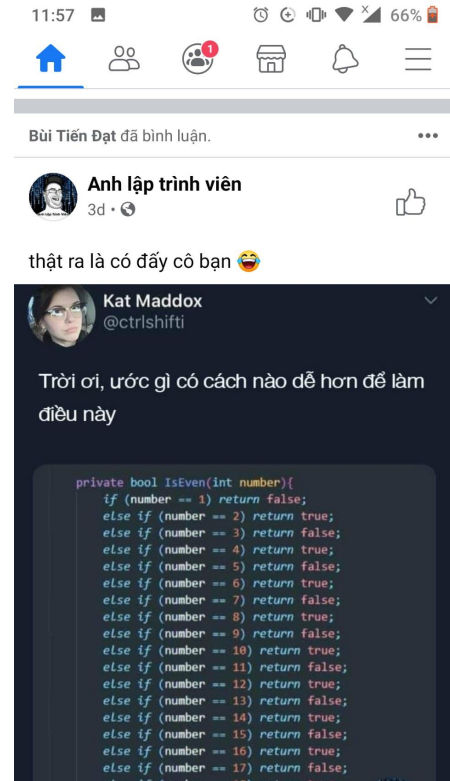 11:57
66%
1
Bùi Tiến Đạt đã bình luận.
Anh lập trình viên
3d
thật ra là có đấy cô bạn 😂
Kat Maddox
@ctrlshifti
Trời ơi, ước gì có cách nào dễ hơn để làm
điều này
private bool IsEven(int number){
if (number == 1) return false;
else if (number == 2) return true;
else if (number == 3) return false;
else if (number == 4) return true;
else if (number == 5) return false;
else if (number == 6) return true;
else if (number == 7) return false;
else if (number == 8) return true;
else if (number == 9) return false;
else if (number == 10) return true;
else if (number == 11) return false;
else if (number == 12) return true;
else if (number == 13) return false;
else if (number == 14) return true;
else if (number == 15) return false;
else if (number == 16) return true;
else if (number == 17) return false;